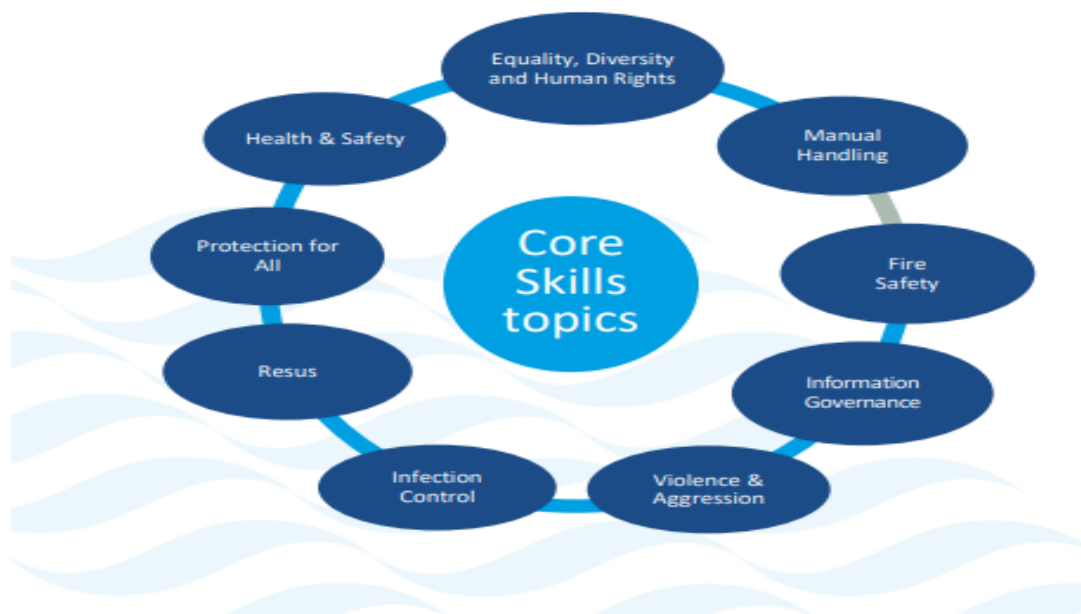 Equality, Diversity
and Human Rights
Manual
Handling
Fire
Safety
Information
Governance
Violence &
Aggression
Infection
Control
Resus
Protection for
All
Health & Safety
Core
Skills
topics